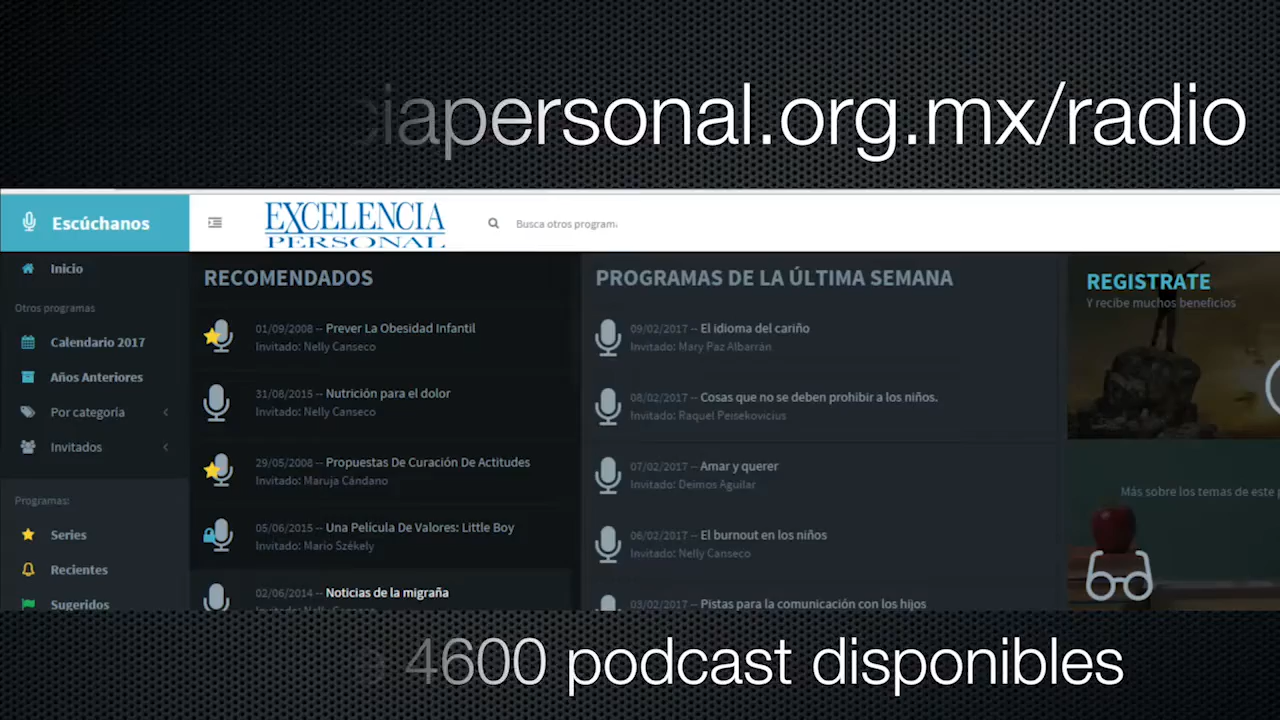 ciapersonal.org.mx/radio
Escúchanos
EXCELENCIA
PERSONAL
Busca otros programa
Inicio
Otros programas
Calendario 2017
Años Anteriores
Por categoría
Invitados
Programas:
Series
Recientes
Sugeridos
RECOMENDADOS
01/09/2008 -- Prever La Obesidad Infantil
Invitado: Nelly Canseco
31/08/2015 -- Nutrición para el dolor
Invitado: Nelly Canseco
29/05/2008 -- Propuestas De Curación De Actitudes
Invitado: Maruja Cándano
05/06/2015 -- Una Película De Valores: Little Boy
Invitado: Mario Székely
02/06/2014 -- Noticias de la migraña
PROGRAMAS DE LA ÚLTIMA SEMANA
09/02/2017 -- El idioma del cariño
Invitado: Mary Paz Albarrán
08/02/2017 -- Cosas que no se deben prohibir a los niños.
Invitado: Raquel Peisekovicius
07/02/2017 -- Amar y querer
Invitado: Deimos Aguilar
06/02/2017 -- El burnout en los niños
Invitado: Nelly Canseco
03/02/2017 -- Pistas para la comunicación con los hijos
REGISTRATE
Y recibe muchos beneficios
Más sobre los temas de este
4600 podcast disponibles